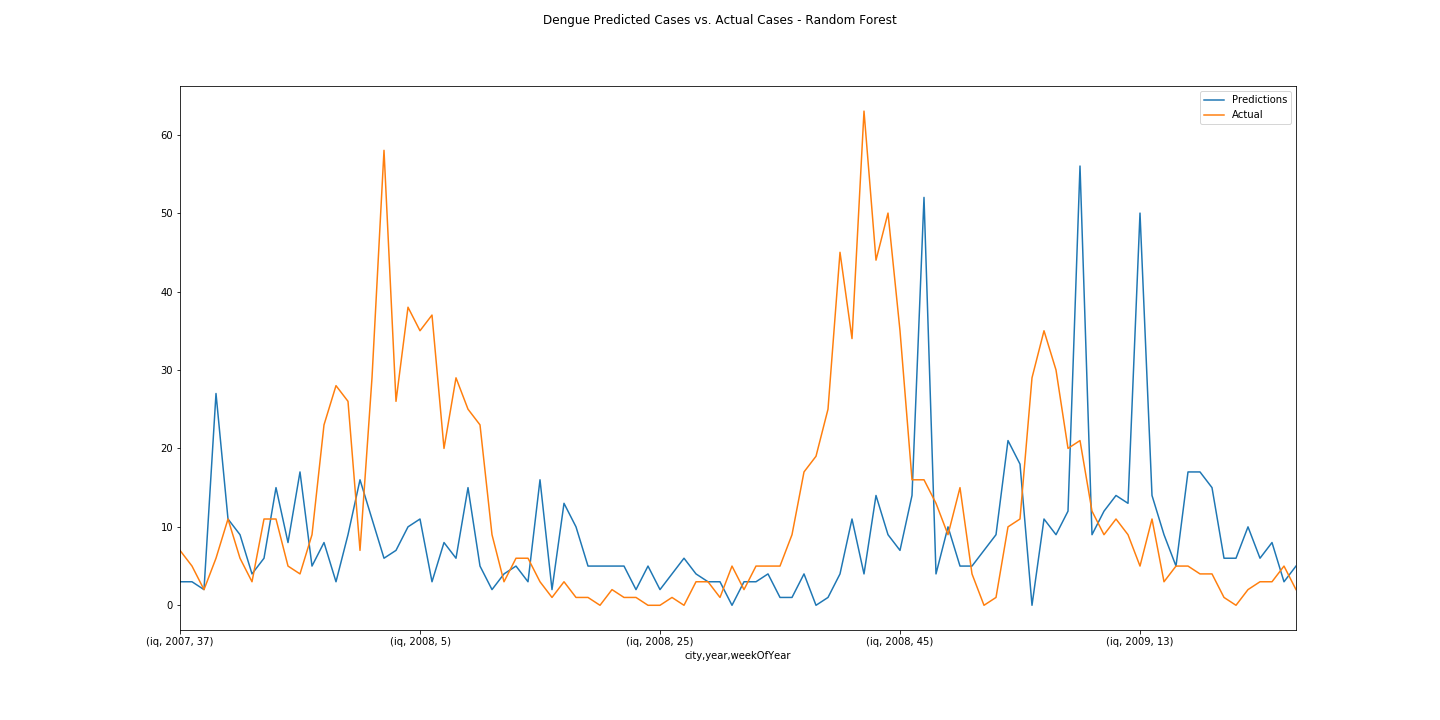 Dengue Predicted Cases vs. Actual Cases - Random Forest
Predictions
Actual
60
50
40
30
20
10
0
(iq, 2007, 37) (iq, 2008, 5) (iq, 2008, 25) (iq, 2008, 45) (iq, 2009, 13)
city,year,weekOfYear